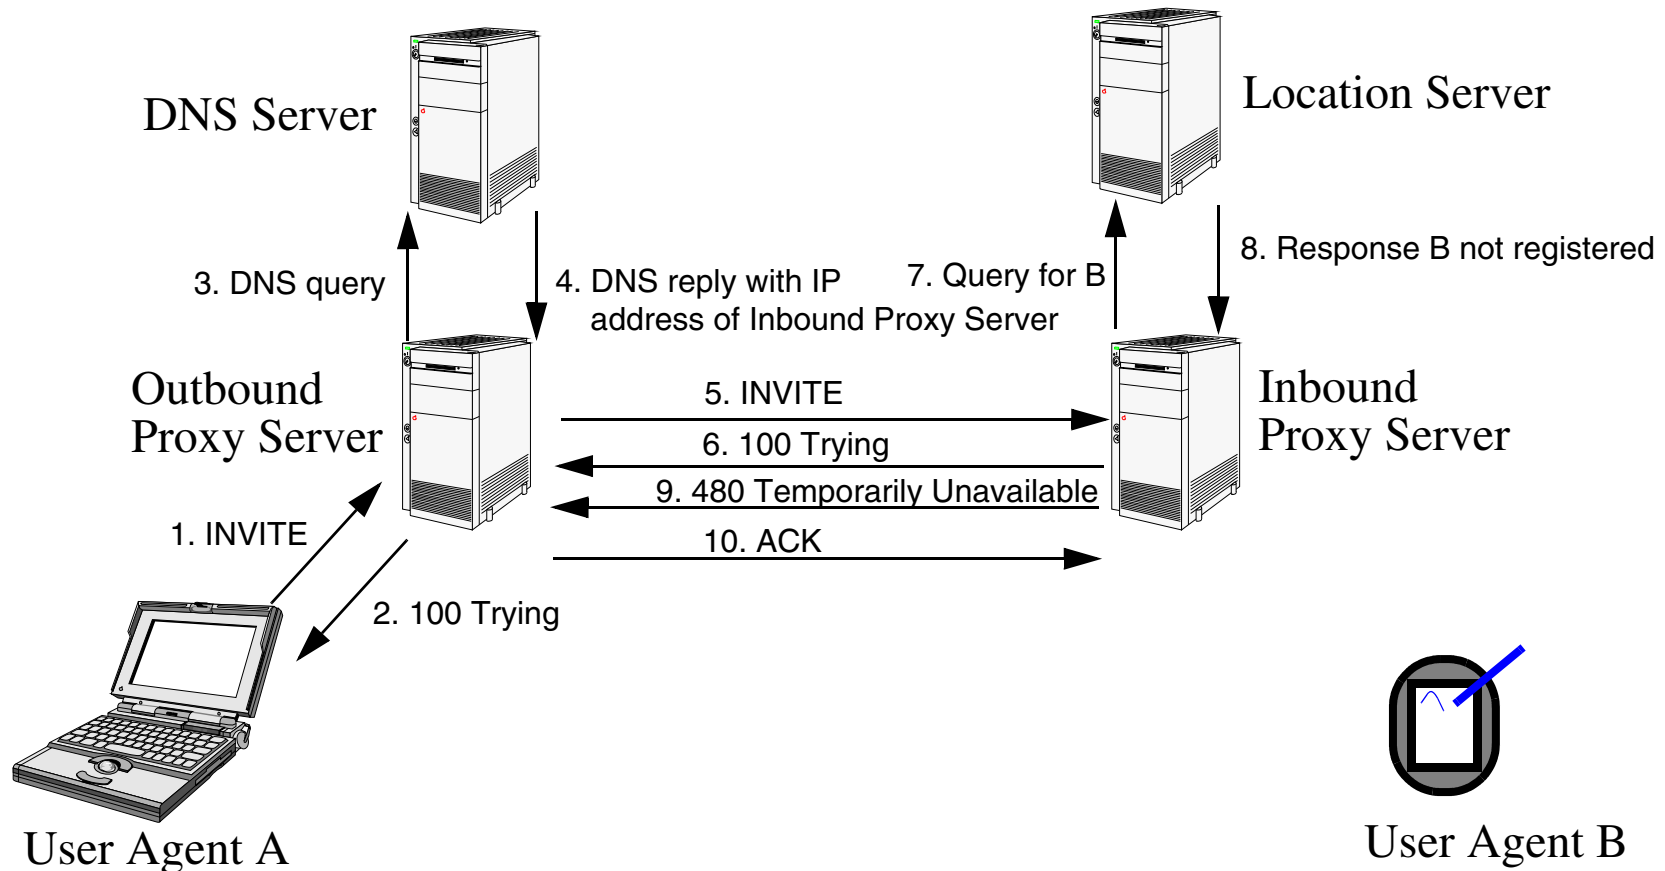 DNS Server
Location Server
3. DNS query
4. DNS reply with IP
address of Inbound Proxy Server
7. Query for B
8. Response B not registered
Outbound
Proxy Server
5. INVITE
6. 100 Trying
9. 480 Temporarily Unavailable
10. ACK
Inbound
Proxy Server
1. INVITE
2. 100 Trying
User Agent A
User Agent B